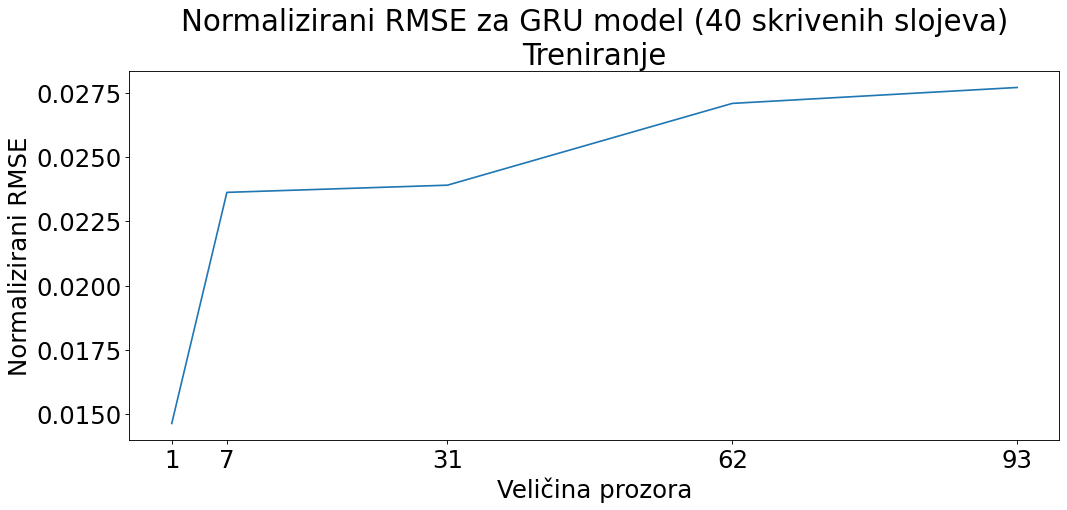 Normalizirani RMSE za GRU model (40 skrivenih slojeva)
Treniranje
Normalizirani RMSE
0.0275
0.0250
0.0225
0.0200
0.0175
0.0150
1 7 31 62 93
Veličina prozora